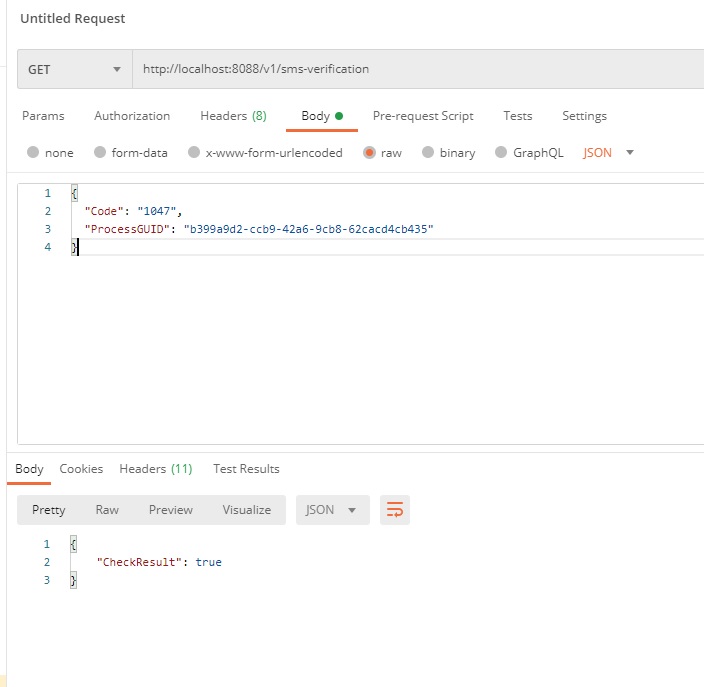 Untitled Request
GET http://localhost:8088/v1/sms-verification
Params Authorization Headers (8) Body Pre-request Script Tests Settings
none form-data x-www-form-urlencoded raw binary GraphQL JSON
1 {
2 "Code": "1047",
3 "ProcessGUID": "b399a9d2-ccb9-42a6-9cb8-62cacd4cb435"
4 }
Body Cookies Headers (11) Test Results
Pretty Raw Preview Visualize JSON
1 {
2 "CheckResult": true
3 }